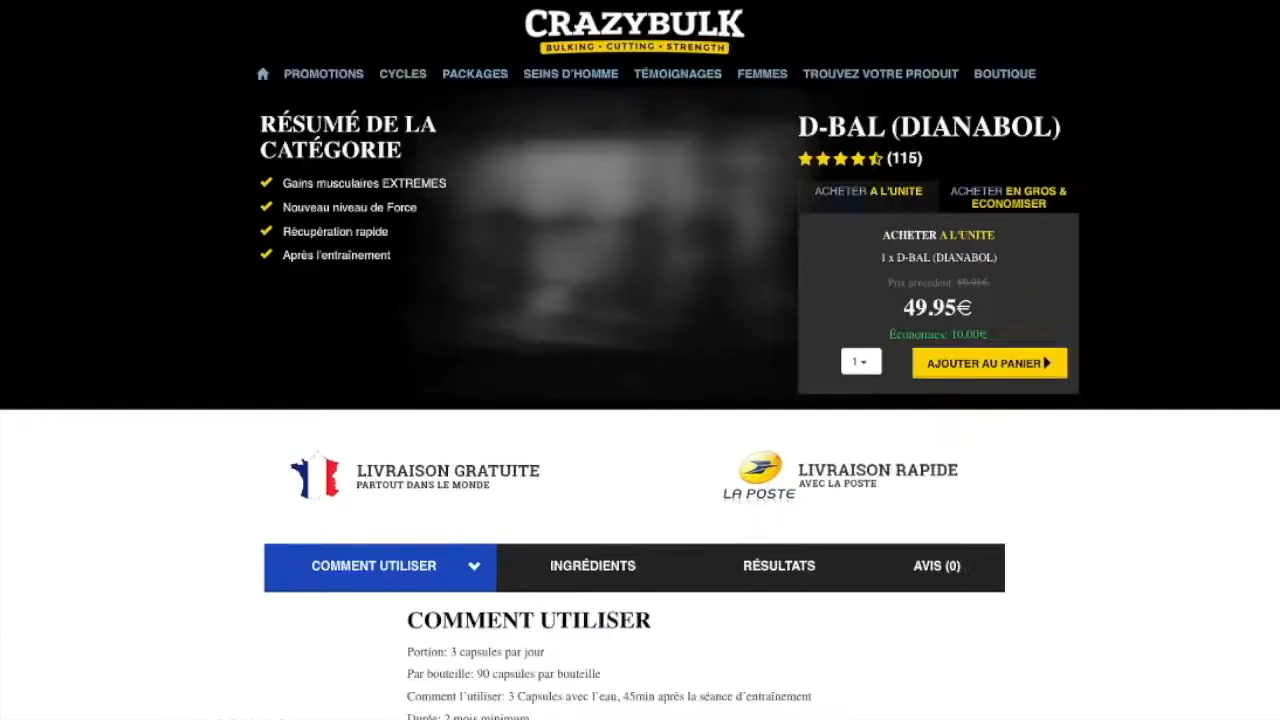 CRAZYBULK
BULKING • CUTTING • STRENGTH
PROMOTIONS CYCLES PACKAGES SEINS D'HOMME TÉMOIGNAGES FEMMES TROUVEZ VOTRE PRODUIT BOUTIQUE
RÉSUMÉ DE LA
CATÉGORIE
Gains musculaires EXTREMES
Nouveau niveau de Force
Récupération rapide
Après l'entraînement
D-BAL (DIANABOL)
(115)
ACHETER A L'UNITE
ACHETER EN GROS &
ECONOMISER
ACHETER A L'UNITE
1 x D-BAL (DIANABOL)
Prix precedent
49.95€
Économies: 10.00€
1
AJOUTER AU PANIER
LIVRAISON GRATUITE
PARTOUT DANS LE MONDE
LA POSTE
LIVRAISON RAPIDE
AVEC LA POSTE
COMMENT UTILISER INGRÉDIENTS RÉSULTATS AVIS (0)
COMMENT UTILISER
Portion: 3 capsules par jour
Par bouteille: 90 capsules par bouteille
Comment l'utiliser: 3 Capsules avec l'eau, 45min après la séance d'entraînement
Durée: 2 mois minimum